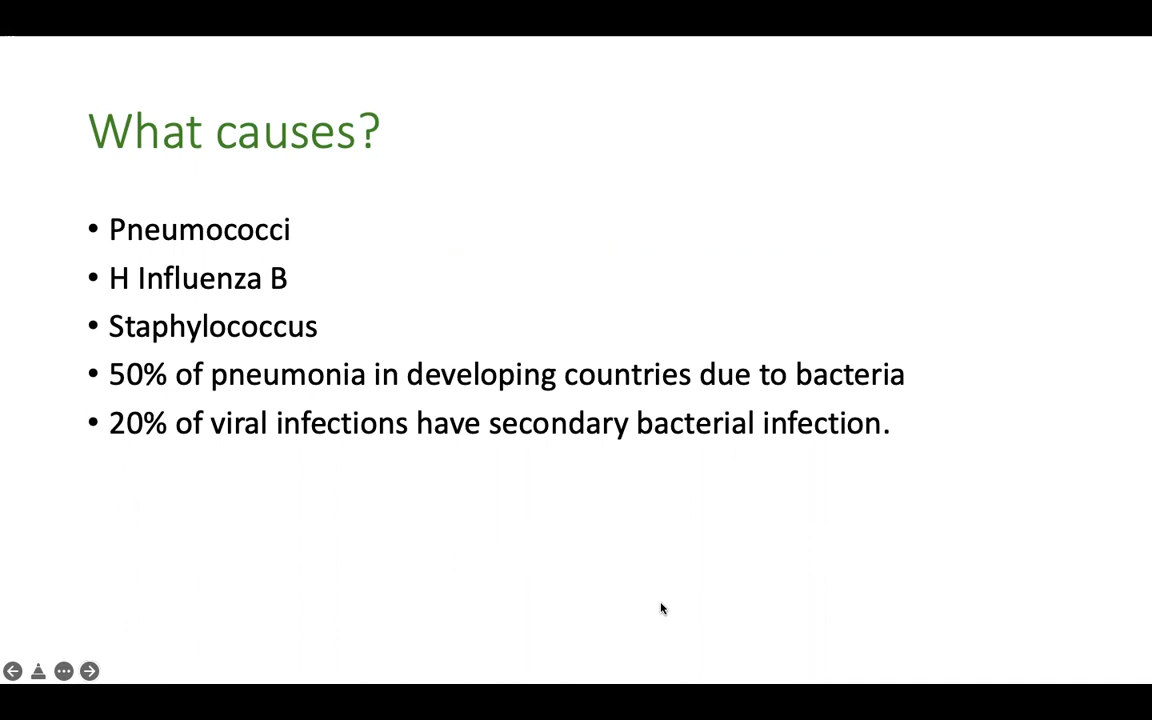 What causes?
• Pneumococci
• H Influenza B
• Staphylococcus
• 50% of pneumonia in developing countries due to bacteria
• 20% of viral infections have secondary bacterial infection.